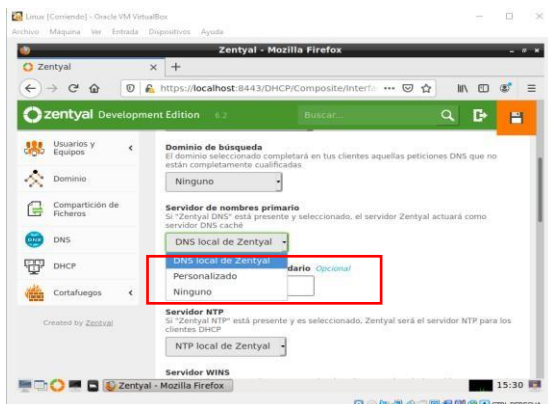 Linux [Corriendo] - Oracle VM VirtualBox
Archivo Máquina Ver Entrada Dispositivos Ayuda
Zentyal - Mozilla Firefox
Zentyal
https://localhost:8443/DHCP/Composite/Interfa
zentyal Development Edition 6.2 Buscar...
Usuarios y
Equipos
Dominio
Compartición de
Ficheros
DNS
DHCP
Cortafuegos
Created by Zentyal
Dominio de búsqueda
El dominio seleccionado completará en tus clientes aquellas peticiones DNS que no
están completamente cualificadas
Ninguno
Servidor de nombres primario
Si "Zentyal DNS" está presente y seleccionado, el servidor Zentyal actuará como
servidor DNS caché
DNS local de Zentyal
DNS local de Zentyal
Personalizado
Ninguno
dario Opcional
Servidor NTP
Si "Zentyal NTP" está presente y es seleccionado, Zentyal será el servidor NTP para los
clientes DHCP
NTP local de Zentyal
Servidor WINS
Zentyal - Mozilla Firefox
15:30